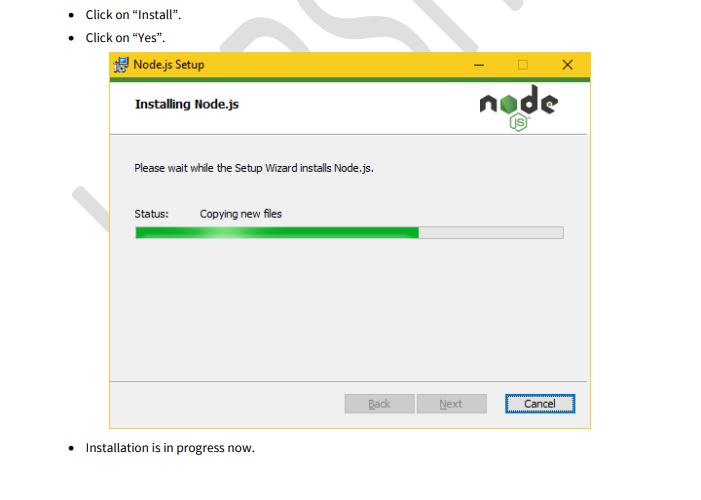 • Click on “Install”.
• Click on “Yes”.
Node.js Setup
Installing Node.js
node
JS
Please wait while the Setup Wizard installs Node.js.
Status: Copying new files
Back Next Cancel
• Installation is in progress now.